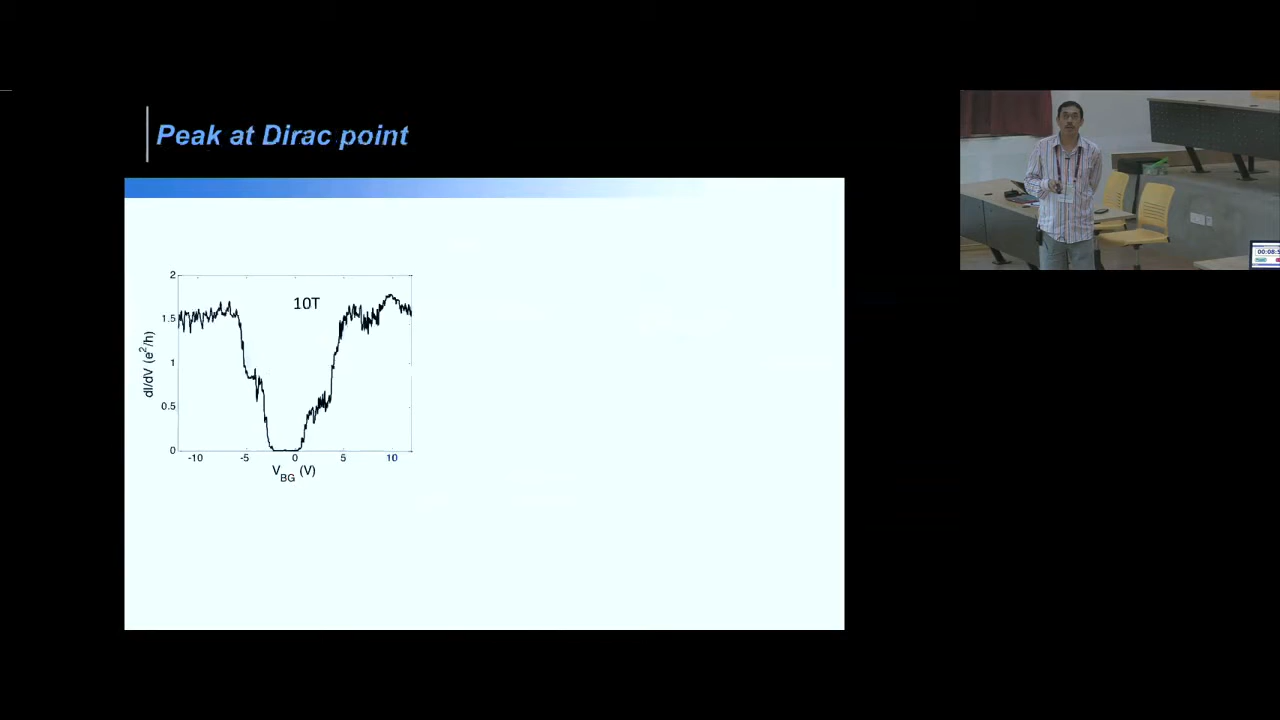 Peak at Dirac point
10T
2
1.5
1
0.5
0
dI/dV (e²/h)
-10 -5 0 5 10
V_BG (V)